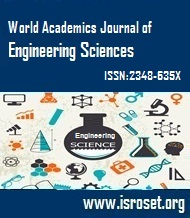 World Academics Journal of
Engineering Sciences
ISSN:2348-635X
Engineering
SCIENCE
www.isroset.org